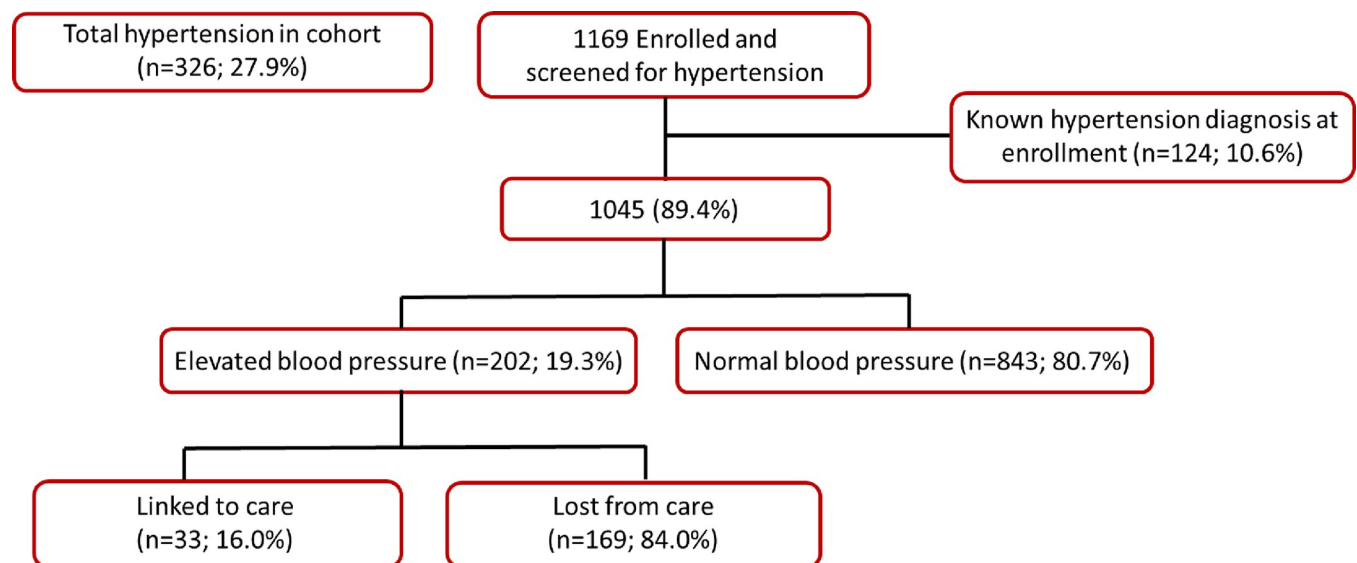 Total hypertension in cohort
(n=326; 27.9%)
1169 Enrolled and
screened for hypertension
Known hypertension diagnosis at
enrollment (n=124; 10.6%)
1045 (89.4%)
Elevated blood pressure (n=202; 19.3%)
Normal blood pressure (n=843; 80.7%)
Linked to care
(n=33; 16.0%)
Lost from care
(n=169; 84.0%)